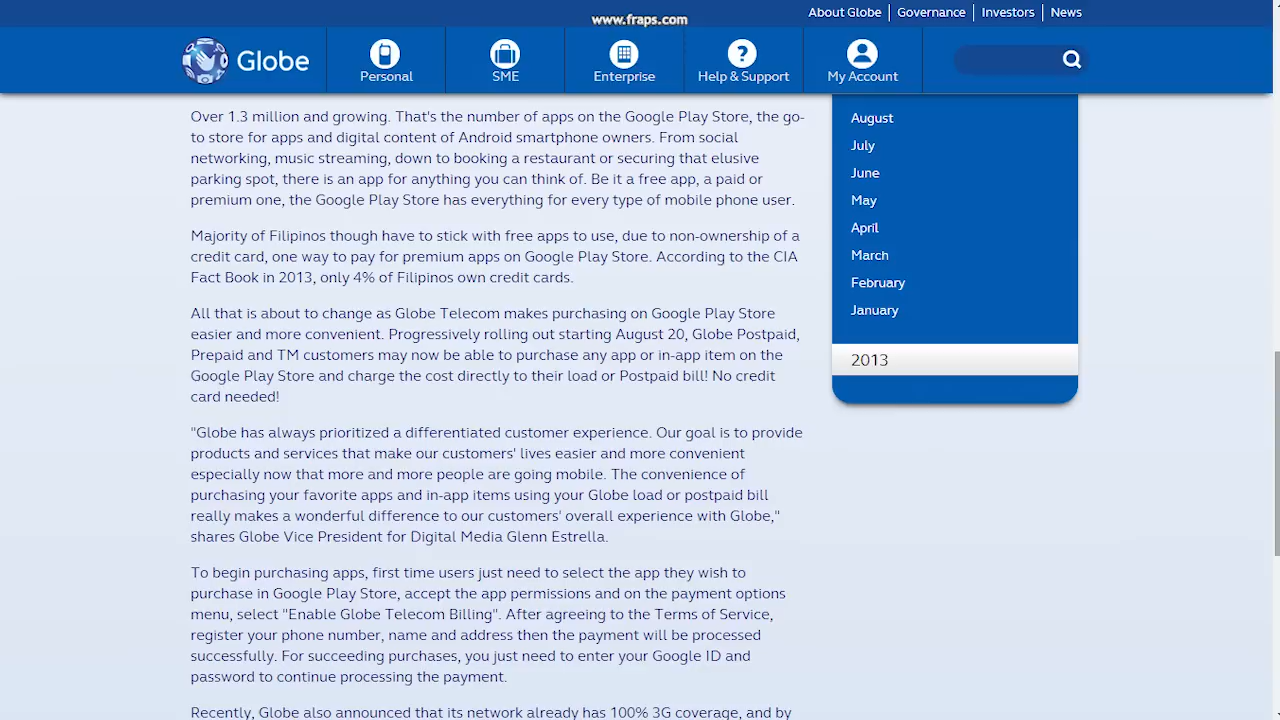 www.fraps.com
About Globe
Governance
Investors
News
Globe
Personal
SME
Enterprise
Help & Support
My Account
Over 1.3 million and growing. That's the number of apps on the Google Play Store, the go-
to store for apps and digital content of Android smartphone owners. From social
networking, music streaming, down to booking a restaurant or securing that elusive
parking spot, there is an app for anything you can think of. Be it a free app, a paid or
premium one, the Google Play Store has everything for every type of mobile phone user.
Majority of Filipinos though have to stick with free apps to use, due to non-ownership of a
credit card, one way to pay for premium apps on Google Play Store. According to the CIA
Fact Book in 2013, only 4% of Filipinos own credit cards.
All that is about to change as Globe Telecom makes purchasing on Google Play Store
easier and more convenient. Progressively rolling out starting August 20, Globe Postpaid,
Prepaid and TM customers may now be able to purchase any app or in-app item on the
Google Play Store and charge the cost directly to their load or Postpaid bill! No credit
card needed!
"Globe has always prioritized a differentiated customer experience. Our goal is to provide
products and services that make our customers' lives easier and more convenient
especially now that more and more people are going mobile. The convenience of
purchasing your favorite apps and in-app items using your Globe load or postpaid bill
really makes a wonderful difference to our customers' overall experience with Globe,"
shares Globe Vice President for Digital Media Glenn Estrella.
To begin purchasing apps, first time users just need to select the app they wish to
purchase in Google Play Store, accept the app permissions and on the payment options
menu, select "Enable Globe Telecom Billing". After agreeing to the Terms of Service,
register your phone number, name and address then the payment will be processed
successfully. For succeeding purchases, you just need to enter your Google ID and
password to continue processing the payment.
Recently, Globe also announced that its network already has 100% 3G coverage, and by
August
July
June
May
April
March
February
January
2013